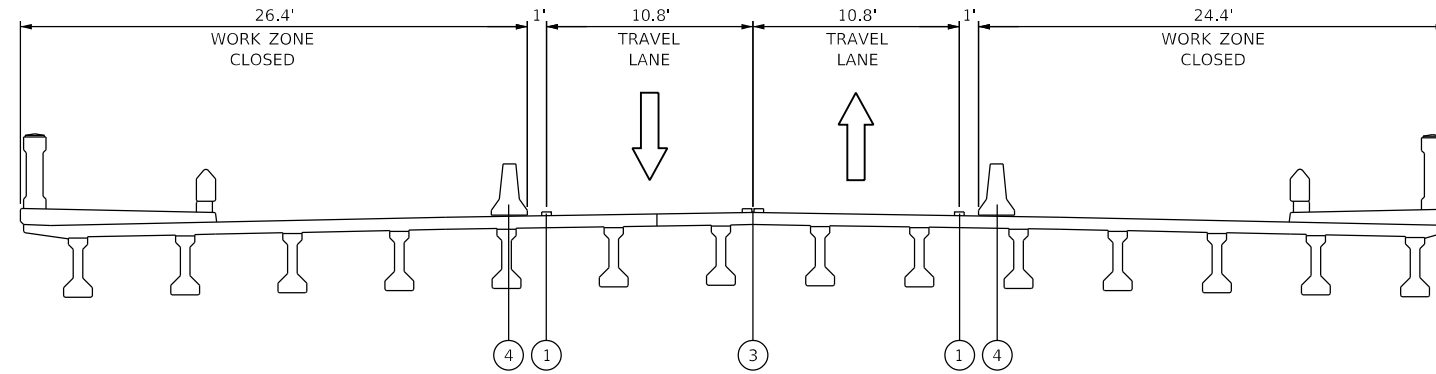 26.4' 1' 10.8' 10.8' 1' 24.4'
WORK ZONE TRAVEL TRAVEL WORK ZONE
CLOSED LANE LANE CLOSED
4 1 3 1 4